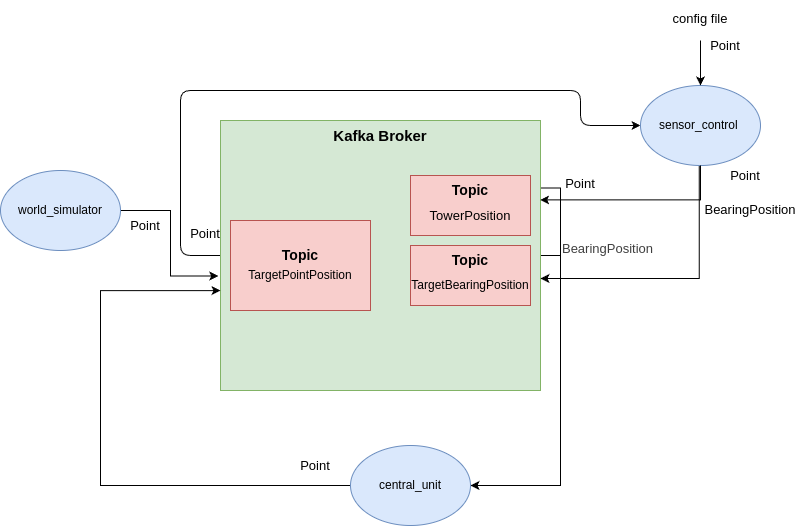 config file
Point
sensor_control
Kafka Broker
Topic
TowerPosition
Point
Point
BearingPosition
world_simulator
Point
Point
Topic
TargetPointPosition
Topic
TargetBearingPosition
BearingPosition
Point
central_unit